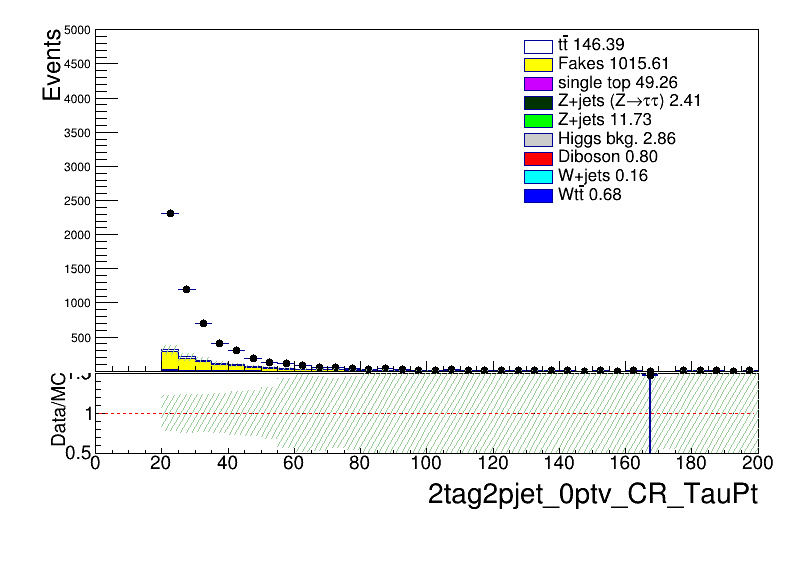 Events
5000
4500
4000
3500
3000
2500
2000
1500
1000
500
tt̄ 146.39
Fakes 1015.61
single top 49.26
Z+jets (Z→ττ) 2.41
Z+jets 11.73
Higgs bkg. 2.86
Diboson 0.80
W+jets 0.16
Wtt̄ 0.68
Data/MC
1.5
1
0.5
0 20 40 60 80 100 120 140 160 180 200
2tag2pjet_0ptv_CR_TauPt